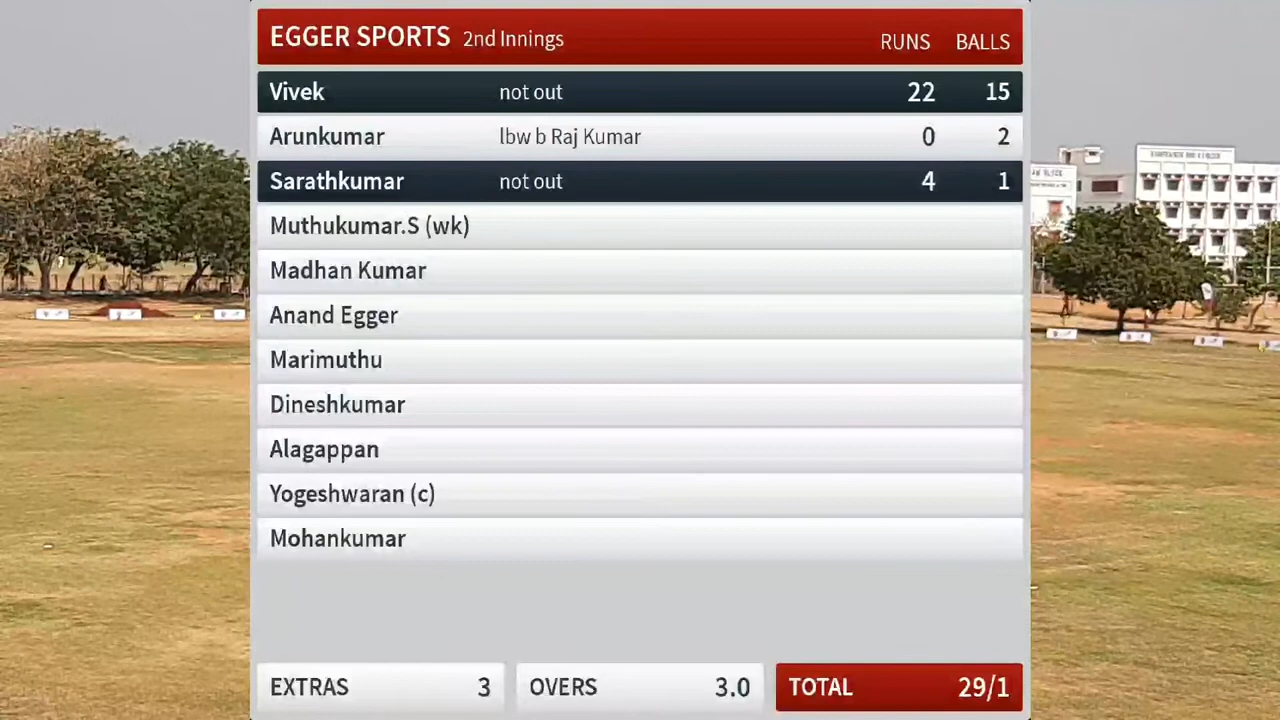 EGGER SPORTS 2nd Innings RUNS BALLS
Vivek not out 22 15
Arunkumar lbw b Raj Kumar 0 2
Sarathkumar not out 4 1
Muthukumar.S (wk)
Madhan Kumar
Anand Egger
Marimuthu
Dineshkumar
Alagappan
Yogeshwaran (c)
Mohankumar
EXTRAS 3 OVERS 3.0 TOTAL 29/1